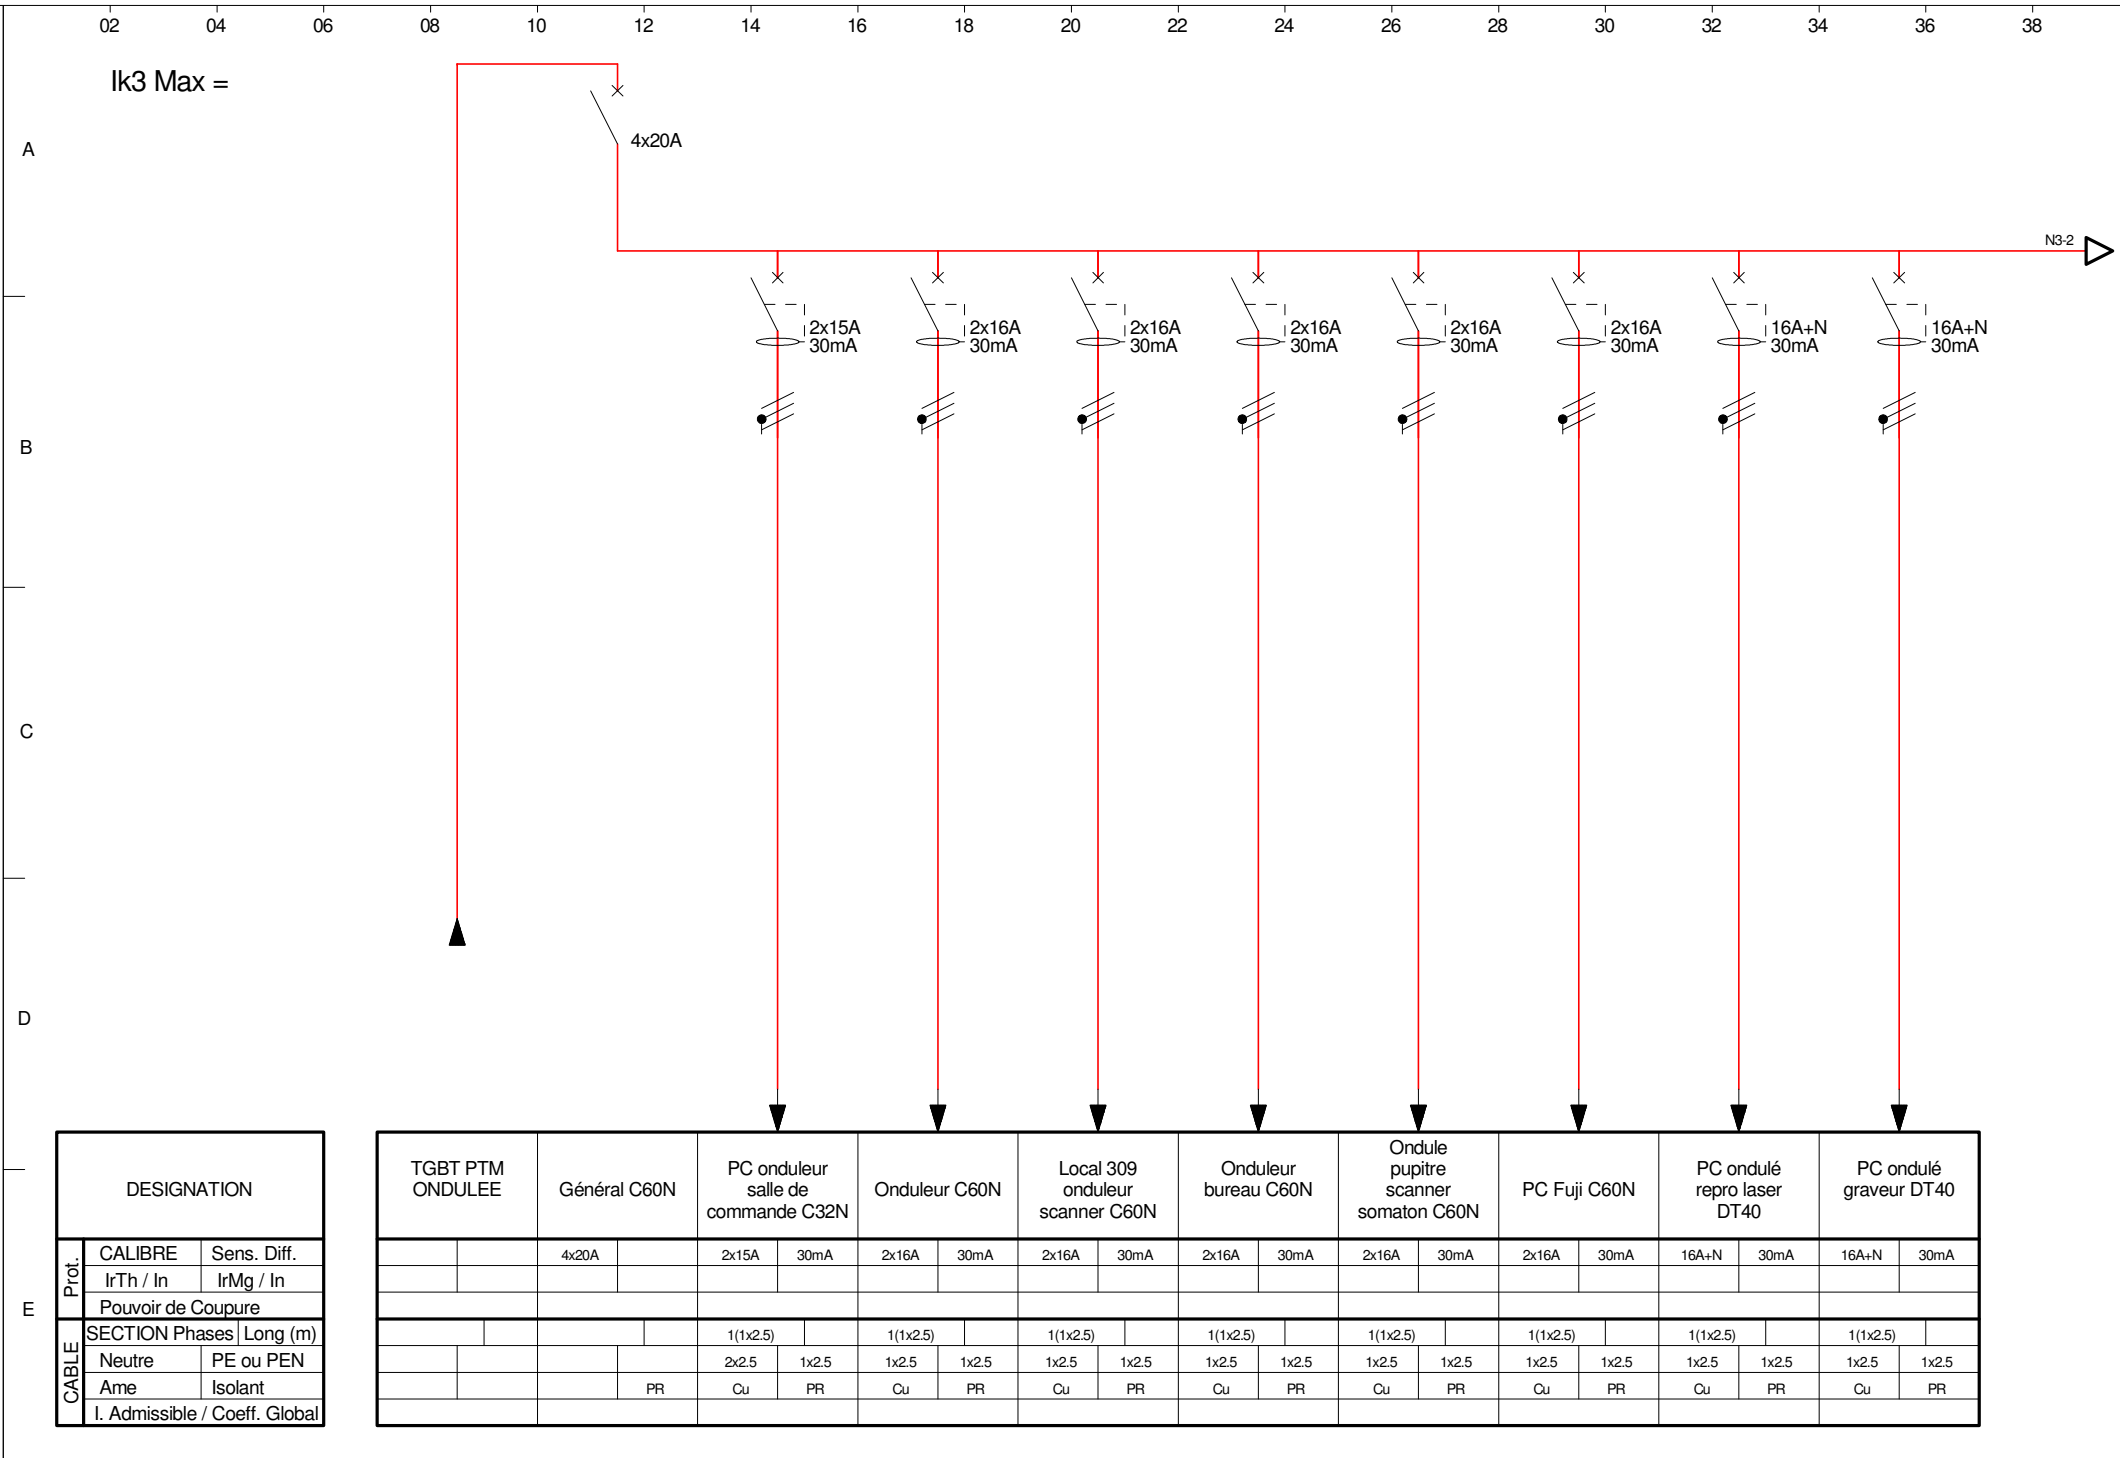 02 04 06 08 10 12 14 16 18 20 22 24 26 28 30 32 34 36 38
Ik3 Max =
A
4x20A
N3-2
2x15A 2x16A 2x16A 2x16A 2x16A 2x16A 16A+N 16A+N
30mA 30mA 30mA 30mA 30mA 30mA 30mA 30mA
B
C
D
DESIGNATION
TGBT PTM
ONDULEE
Général C60N
PC onduleur
salle de
commande C32N
Onduleur C60N
Local 309
onduleur
scanner C60N
Onduleur
bureau C60N
Ondule
pupitre
scanner
somaton C60N
PC Fuji C60N
PC ondulé
repro laser
DT40
PC ondulé
graveur DT40
E
Prot.
CALIBRE Sens. Diff. 4x20A 2x15A 30mA 2x16A 30mA 2x16A 30mA 2x16A 30mA 2x16A 30mA 2x16A 30mA 16A+N 30mA 16A+N 30mA
IrTh / In IrMg / In
Pouvoir de Coupure
CABLE
SECTION Phases Long (m) 1(1x2.5) 1(1x2.5) 1(1x2.5) 1(1x2.5) 1(1x2.5) 1(1x2.5) 1(1x2.5) 1(1x2.5)
Neutre PE ou PEN 2x2.5 1x2.5 1x2.5 1x2.5 1x2.5 1x2.5 1x2.5 1x2.5 1x2.5 1x2.5 1x2.5 1x2.5 1x2.5 1x2.5 1x2.5 1x2.5
Ame Isolant PR Cu PR Cu PR Cu PR Cu PR Cu PR Cu PR Cu PR Cu PR
I. Admissible / Coeff. Global